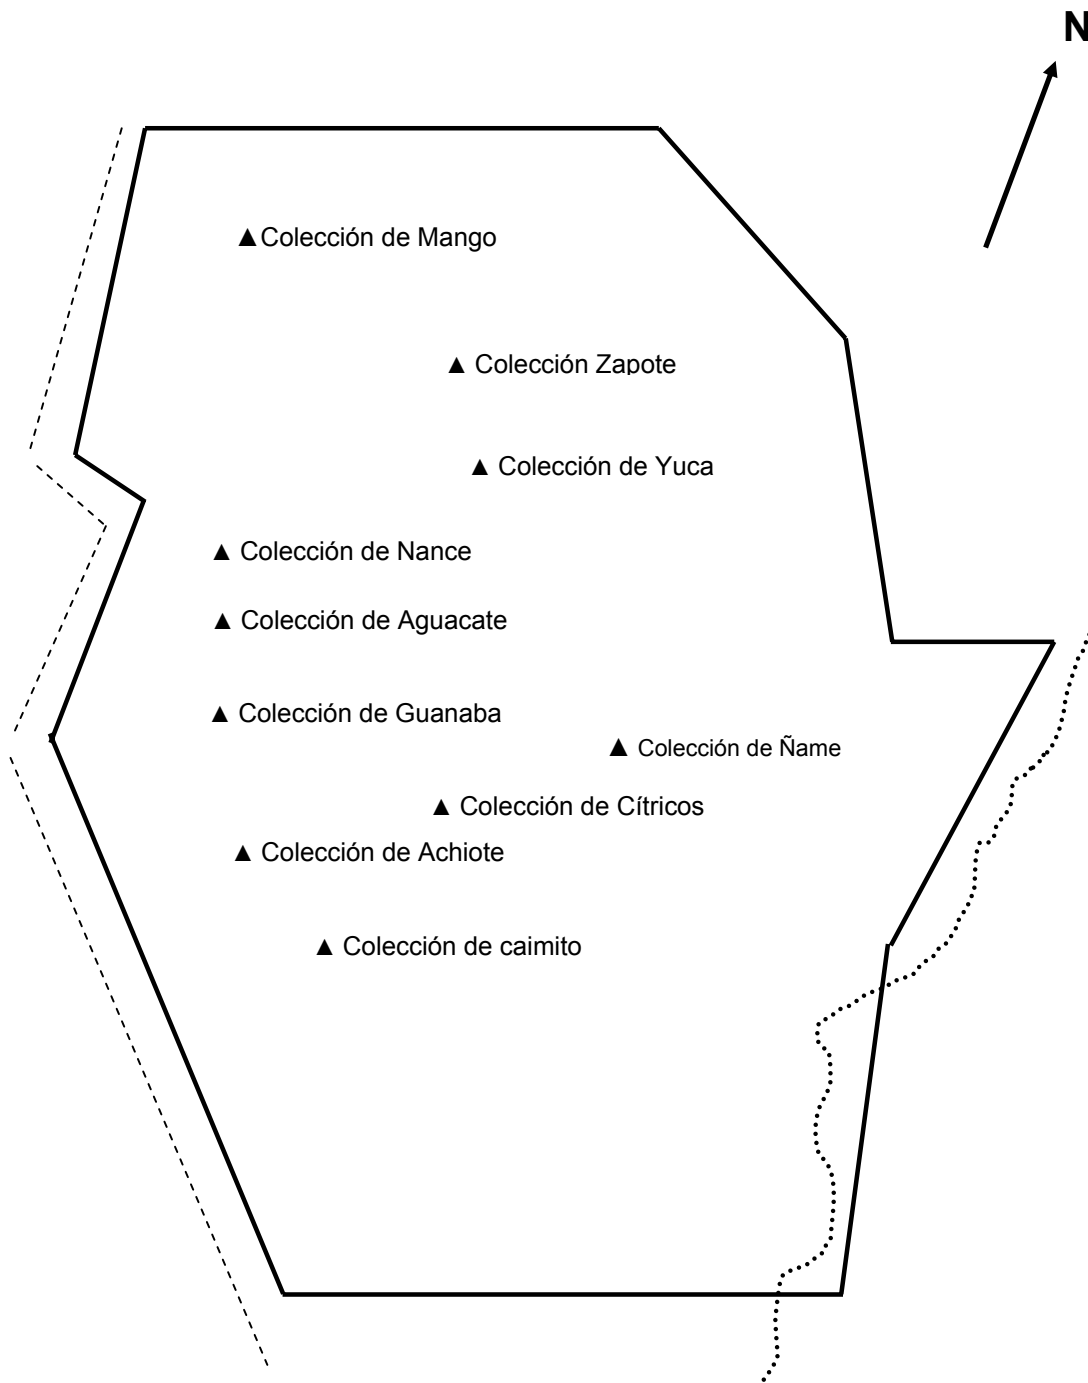 N
▲Colección de Mango
▲ Colección Zapote
▲ Colección de Yuca
▲ Colección de Nance
▲ Colección de Aguacate
▲ Colección de Guanaba
▲ Colección de Ñame
▲ Colección de Cítricos
▲ Colección de Achiote
▲ Colección de caimito